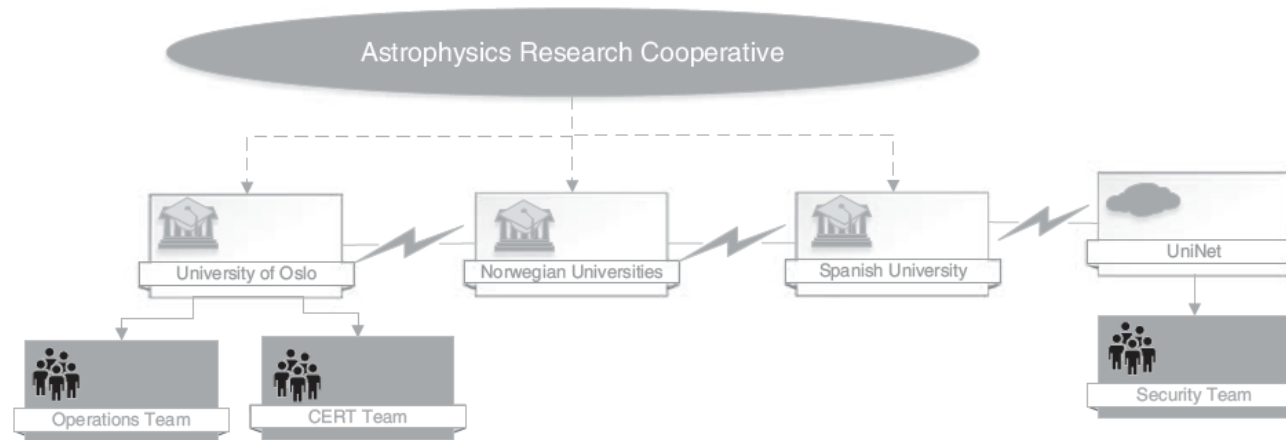 Astrophysics Research Cooperative
University of Oslo
Norwegian Universities
Spanish University
UniNet
Operations Team
CERT Team
Security Team